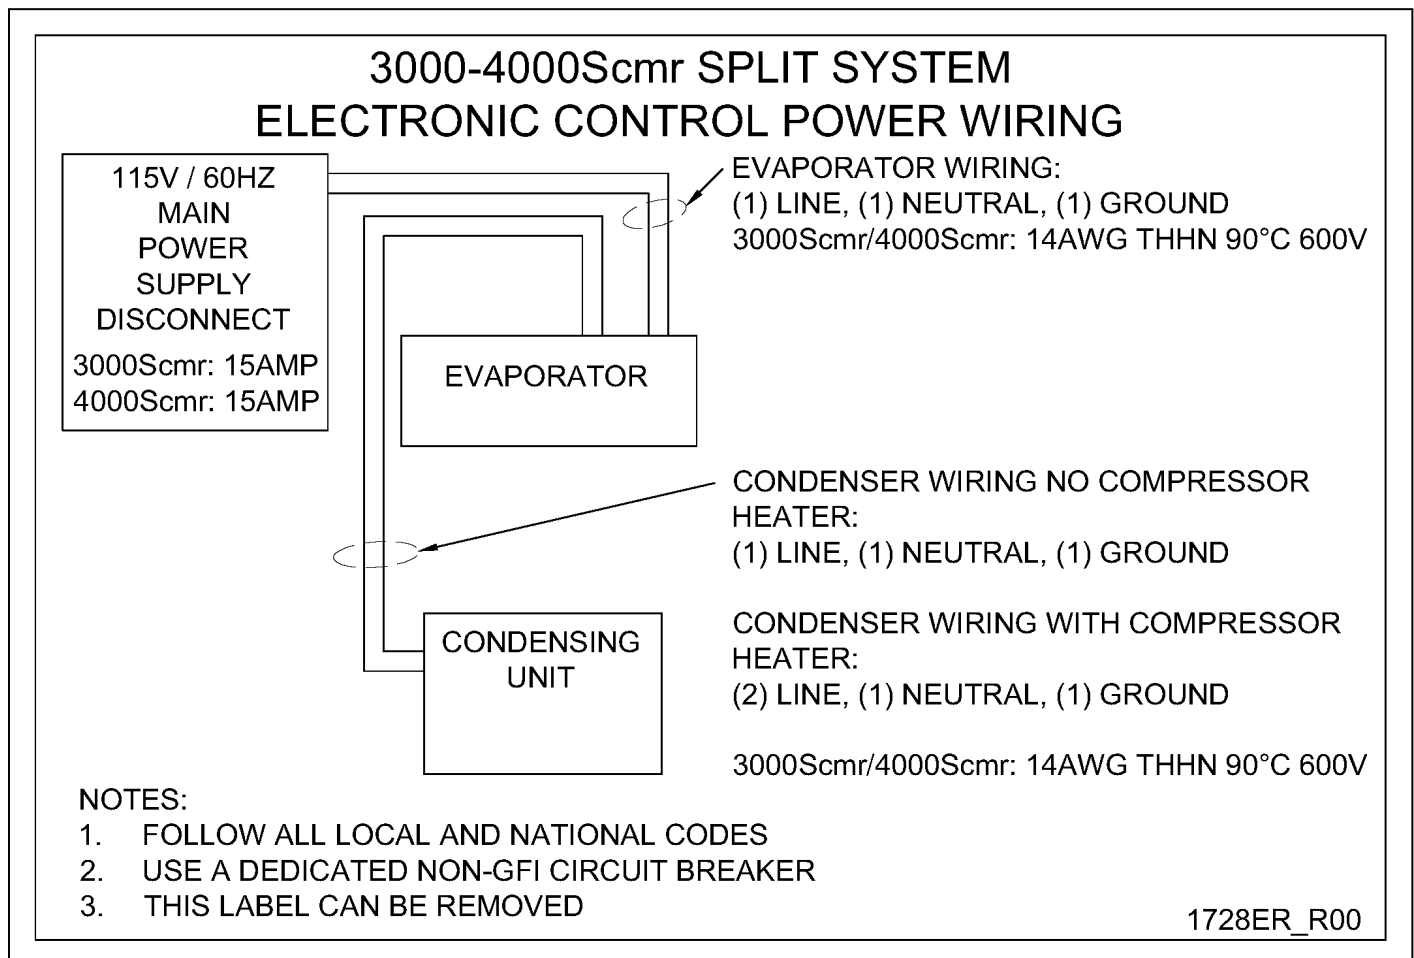 3000-4000Scmr SPLIT SYSTEM
ELECTRONIC CONTROL POWER WIRING
115V / 60HZ
MAIN
POWER
SUPPLY
DISCONNECT
3000Scmr: 15AMP
4000Scmr: 15AMP
EVAPORATOR WIRING:
(1) LINE, (1) NEUTRAL, (1) GROUND
3000Scmr/4000Scmr: 14AWG THHN 90°C 600V
EVAPORATOR
CONDENSER WIRING NO COMPRESSOR
HEATER:
(1) LINE, (1) NEUTRAL, (1) GROUND
CONDENSING
UNIT
CONDENSER WIRING WITH COMPRESSOR
HEATER:
(2) LINE, (1) NEUTRAL, (1) GROUND
3000Scmr/4000Scmr: 14AWG THHN 90°C 600V
NOTES:
1. FOLLOW ALL LOCAL AND NATIONAL CODES
2. USE A DEDICATED NON-GFI CIRCUIT BREAKER
3. THIS LABEL CAN BE REMOVED
1728ER_R00